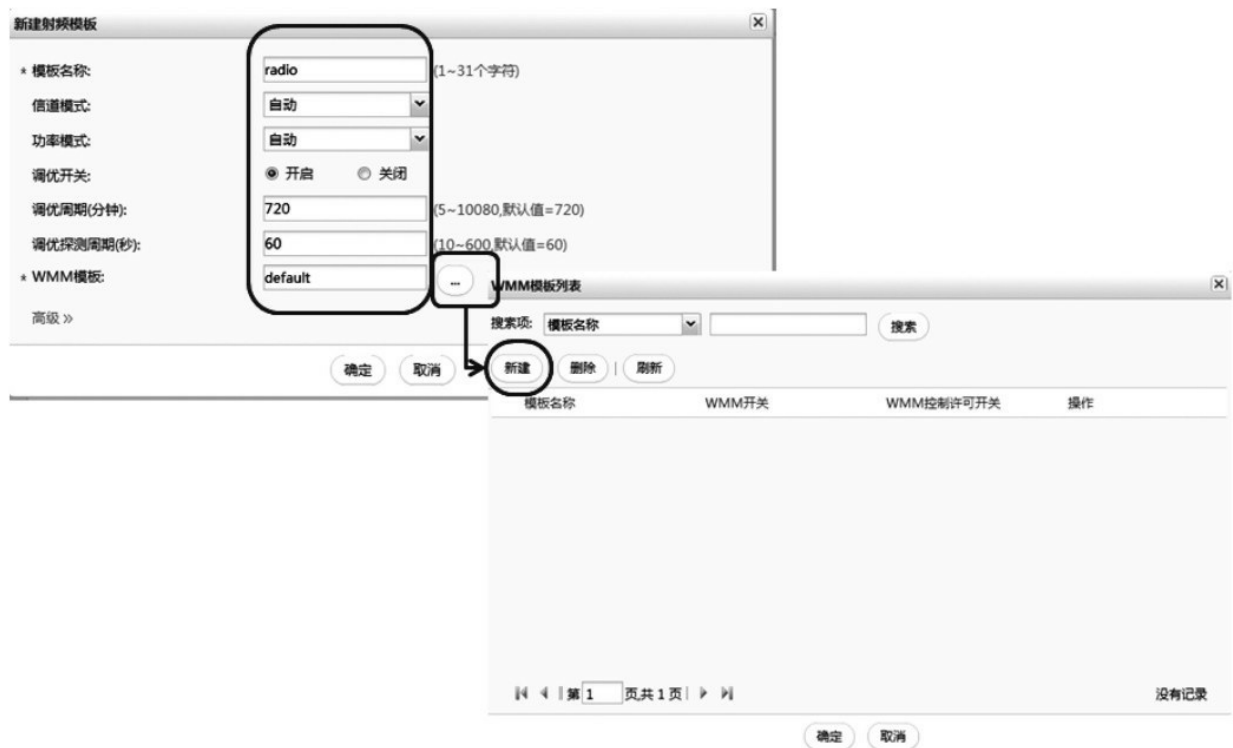 新建射频模板
* 模板名称: radio (1~31个字符)
信道模式: 自动
功率模式: 自动
调优开关: 开启 关闭
调优周期(分钟): 720 (5~10080,默认值=720)
调优探测周期(秒): 60 (10~600,默认值=60)
* WMM模板: default ...
高级 »
确定 取消
WMM模板列表
搜索项: 模板名称 搜索
新建 删除 | 刷新
模板名称 WMM开关 WMM控制许可开关 操作
第 1 页,共 1 页 没有记录
确定 取消